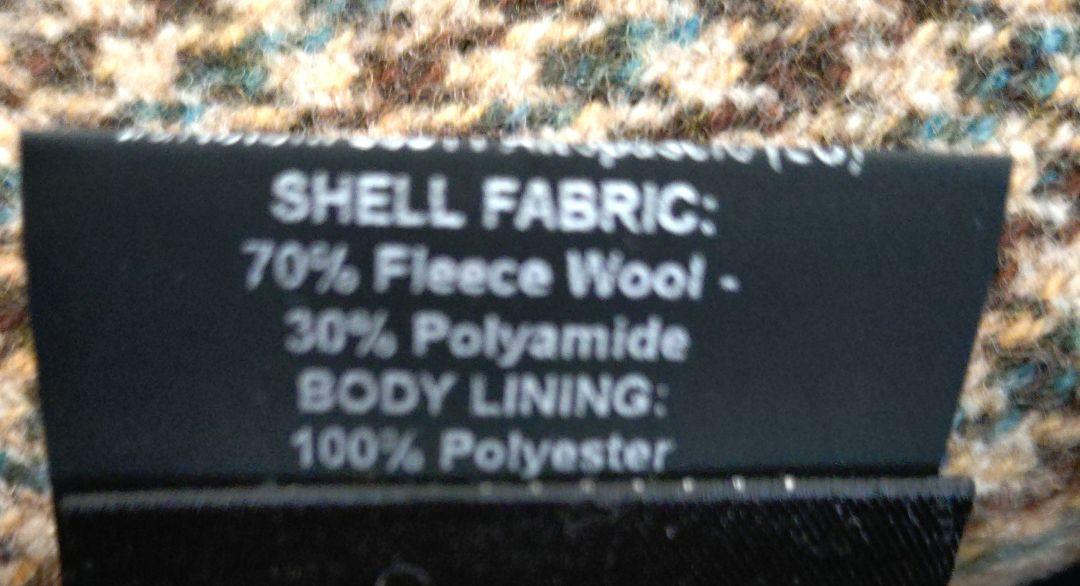 SHELL FABRIC:
70% Fleece Wool -
30% Polyamide
BODY LINING:
100% Polyester